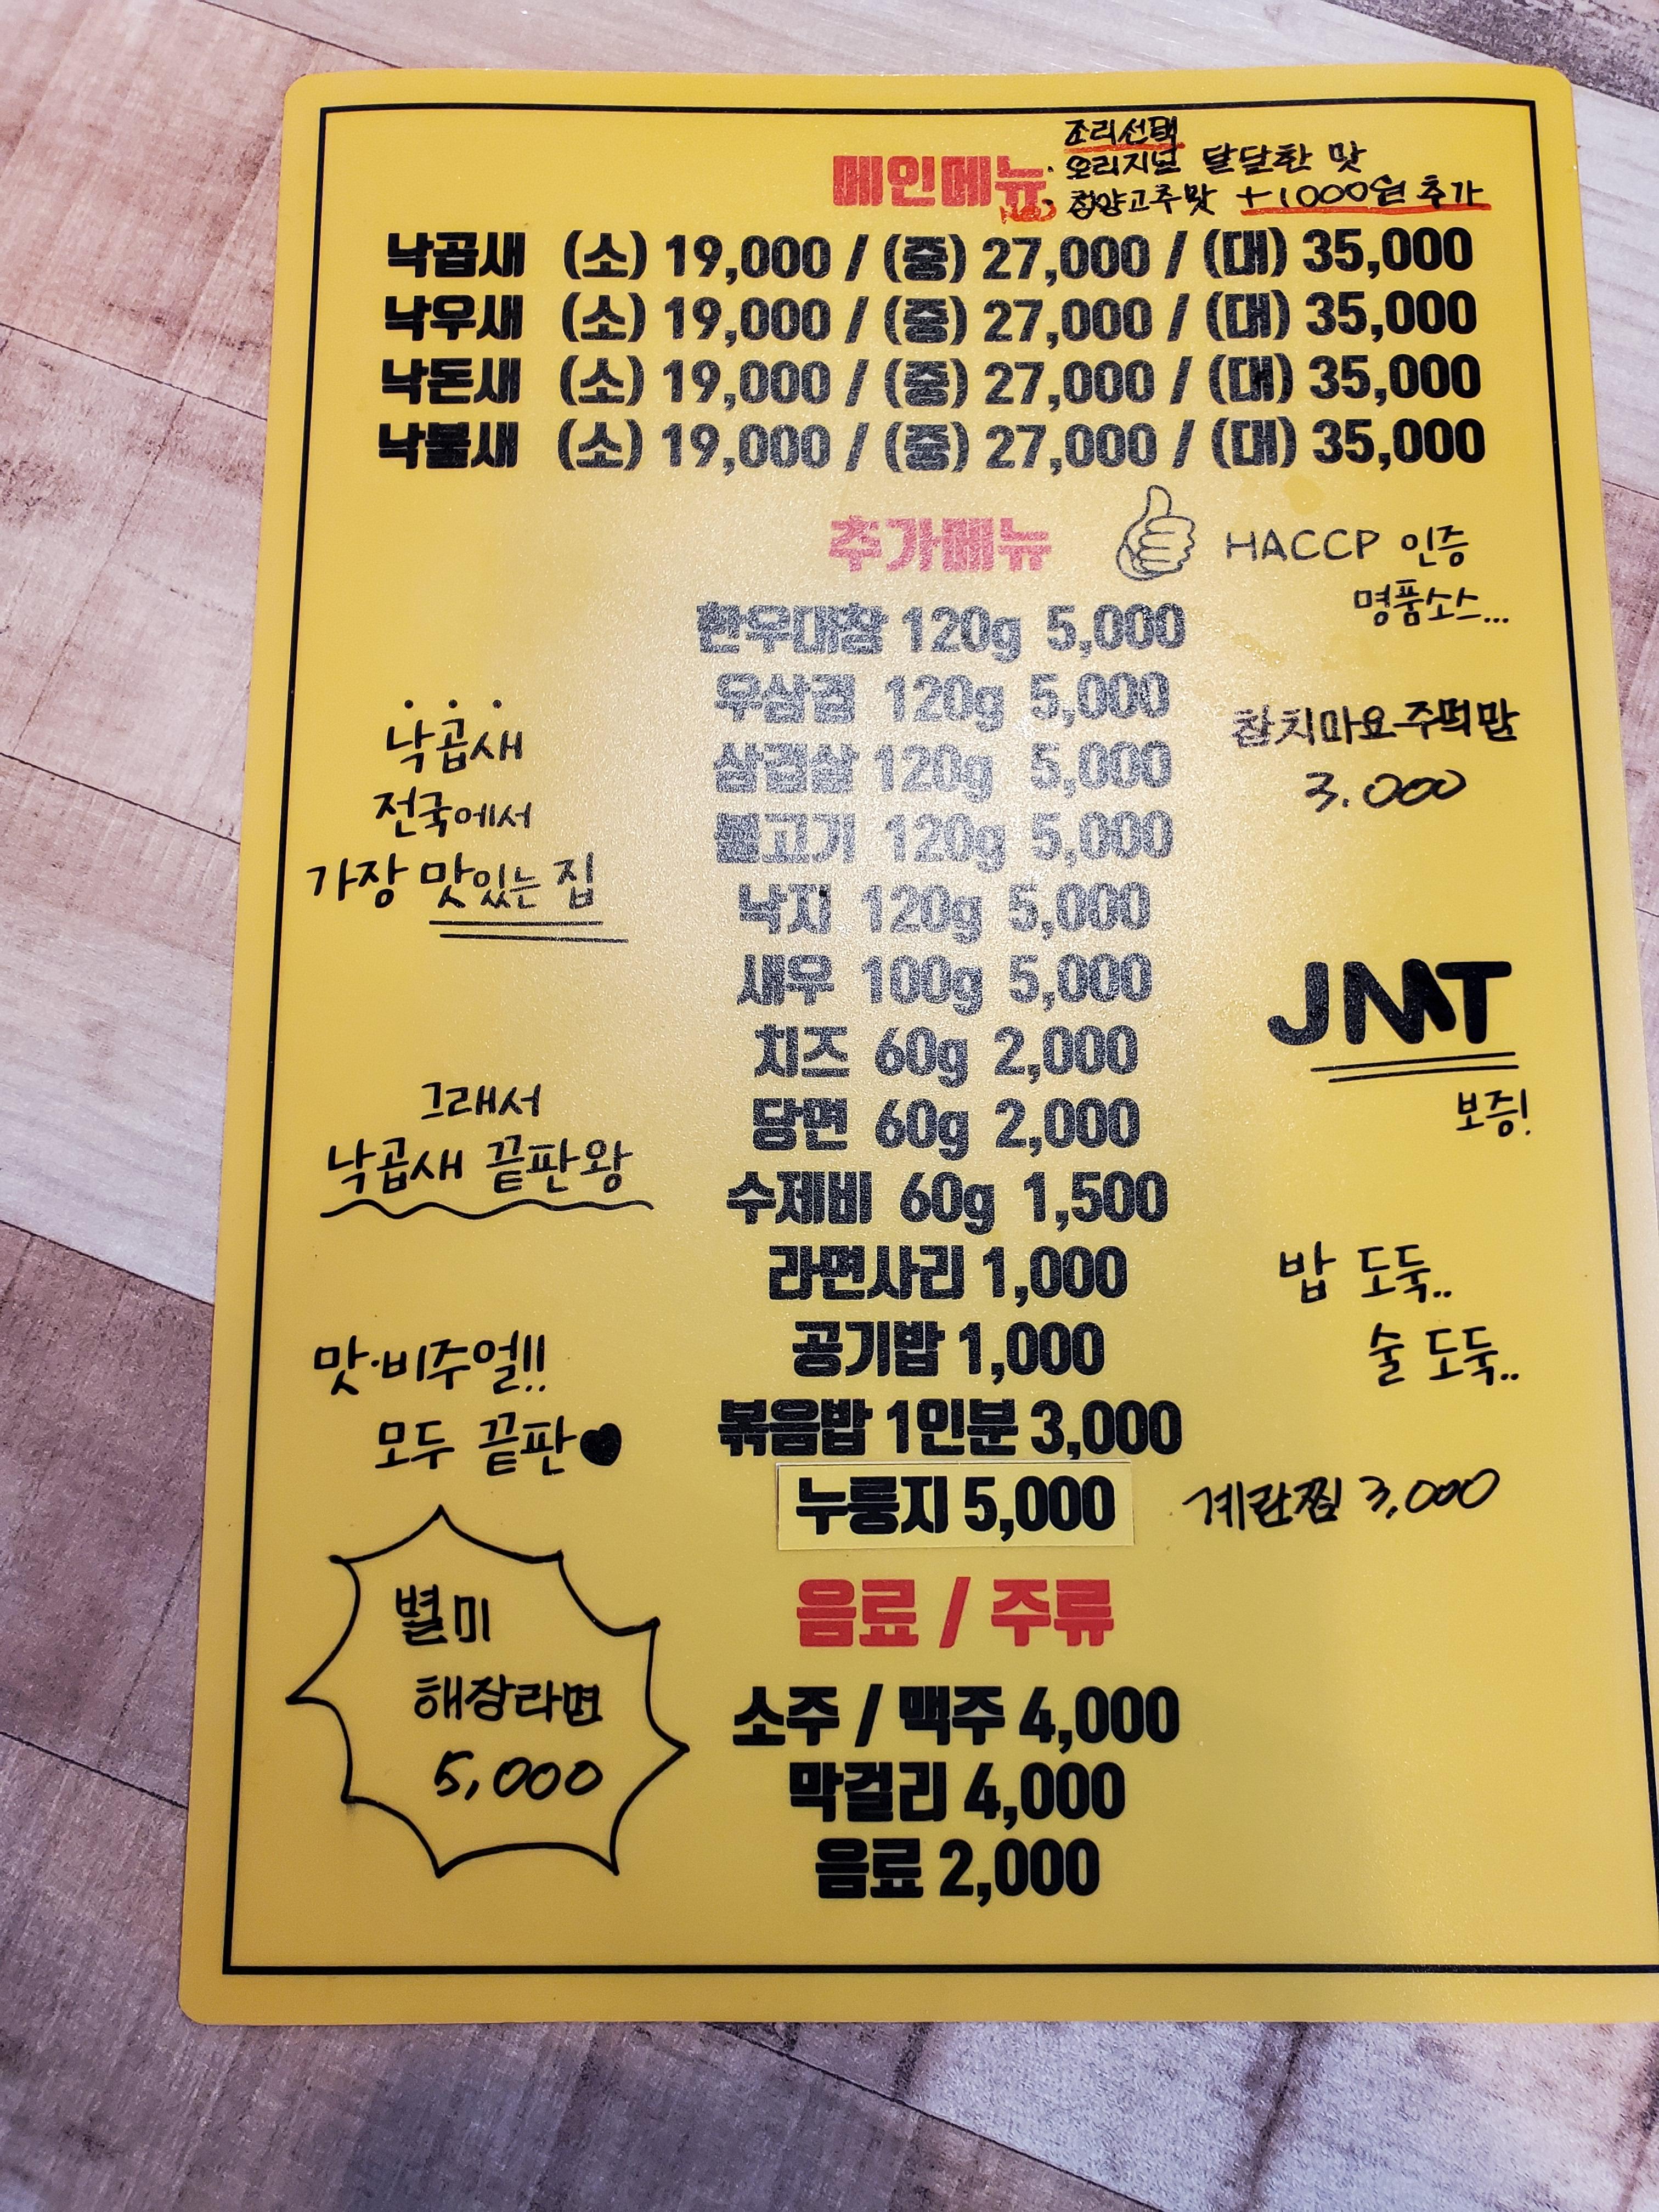 조리선택
메인메뉴 · 오리지널 달달한 맛
NEW · 청양고추맛 +1000원 추가
낙곱새 (소) 19,000 / (중) 27,000 / (대) 35,000
낙우새 (소) 19,000 / (중) 27,000 / (대) 35,000
낙돈새 (소) 19,000 / (중) 27,000 / (대) 35,000
낙불새 (소) 19,000 / (중) 27,000 / (대) 35,000
추가메뉴
HACCP 인증
명품소스...
한우대창 120g 5,000
우삼겹 120g 5,000
삼겹살 120g 5,000
불고기 120g 5,000
낙지 120g 5,000
새우 100g 5,000
치즈 60g 2,000
당면 60g 2,000
수제비 60g 1,500
라면사리 1,000
공기밥 1,000
볶음밥 1인분 3,000
누룽지 5,000
계란찜 3,000
낙곱새
전국에서
가장 맛있는 집
그래서
낙곱새 끝판왕
맛·비주얼!!
모두 끝판
별미
해장라면
5,000
참치마요주먹밥
3.000
JMT
보증!
밥 도둑..
술 도둑..
음료 / 주류
소주 / 맥주 4,000
막걸리 4,000
음료 2,000